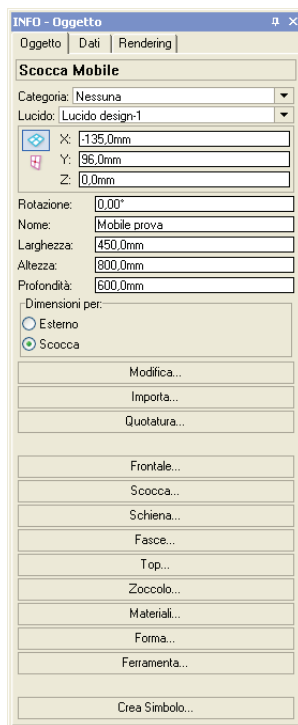 INFO - Oggetto
Oggetto Dati Rendering
Scocca Mobile
Categoria: Nessuna
Lucido: Lucido design-1
X: -135,0mm
Y: 96,0mm
Z: 0,0mm
Rotazione: 0,00°
Nome: Mobile prova
Larghezza: 450,0mm
Altezza: 800,0mm
Profondità: 600,0mm
Dimensioni per:
Esterno
Scocca
Modifica...
Importa...
Quotatura...
Frontale...
Scocca...
Schiena...
Fasce...
Top...
Zoccolo...
Materiali...
Forma...
Ferramenta...
Crea Simbolo...